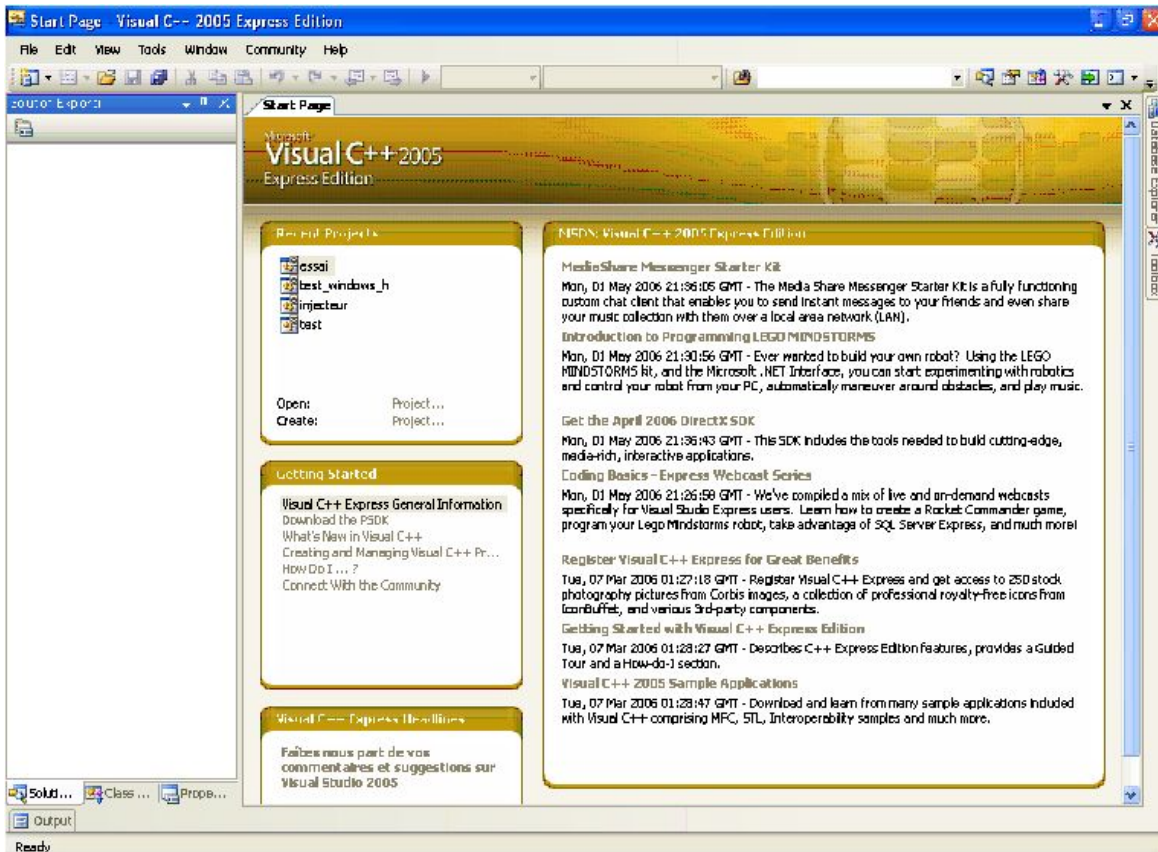 Start Page - Visual C++ 2005 Express Edition
File Edit View Tools Window Community Help
Start Page
Microsoft
Visual C++ 2005
Express Edition
Recent Projects
essai
test_windows_h
injecteur
test
Open: Project...
Create: Project...
Getting Started
Visual C++ Express General Information
Download the PSDK
What's New in Visual C++
Creating and Managing Visual C++ Pr...
How Do I ... ?
Connect With the Community
Visual C++ Express Headlines
Faîtes nous part de vos
commentaires et suggestions sur
Visual Studio 2005
MSDN: Visual C++ 2005 Express Edition
MediaShare Messenger Starter Kit
Mon, 01 May 2006 21:36:05 GMT - The Media Share Messenger Starter Kit is a fully functioning
custom chat client that enables you to send instant messages to your friends and even share
your music collection with them over a local area network (LAN).
Introduction to Programming LEGO MINDSTORMS
Mon, 01 May 2006 21:30:56 GMT - Ever wanted to build your own robot? Using the LEGO
MINDSTORMS kit, and the Microsoft .NET Interface, you can start experimenting with robotics
and control your robot from your PC, automatically maneuver around obstacles, and play music.
Get the April 2006 DirectX SDK
Mon, 01 May 2006 21:36:43 GMT - This SDK includes the tools needed to build cutting-edge,
media-rich, interactive applications.
Coding Basics - Express Webcast Series
Mon, 01 May 2006 21:26:58 GMT - We've compiled a mix of live and on-demand webcasts
specifically for Visual Studio Express users. Learn how to create a Rocket Commander game,
program your Lego Mindstorms robot, take advantage of SQL Server Express, and much more!
Register Visual C++ Express for Great Benefits
Tue, 07 Mar 2006 01:27:18 GMT - Register Visual C++ Express and get access to 250 stock
photography pictures from Corbis images, a collection of professional royalty-free icons from
IconBuffet, and various 3rd-party components.
Getting Started with Visual C++ Express Edition
Tue, 07 Mar 2006 01:28:27 GMT - Describes C++ Express Edition features, provides a Guided
Tour and a How-do-I section.
Visual C++ 2005 Sample Applications
Tue, 07 Mar 2006 01:28:47 GMT - Download and learn from many sample applications included
with Visual C++ comprising MFC, STL, Interoperability samples and much more.
Database Explorer
Toolbox
Soluti... Class ... Prope...
Output
Ready